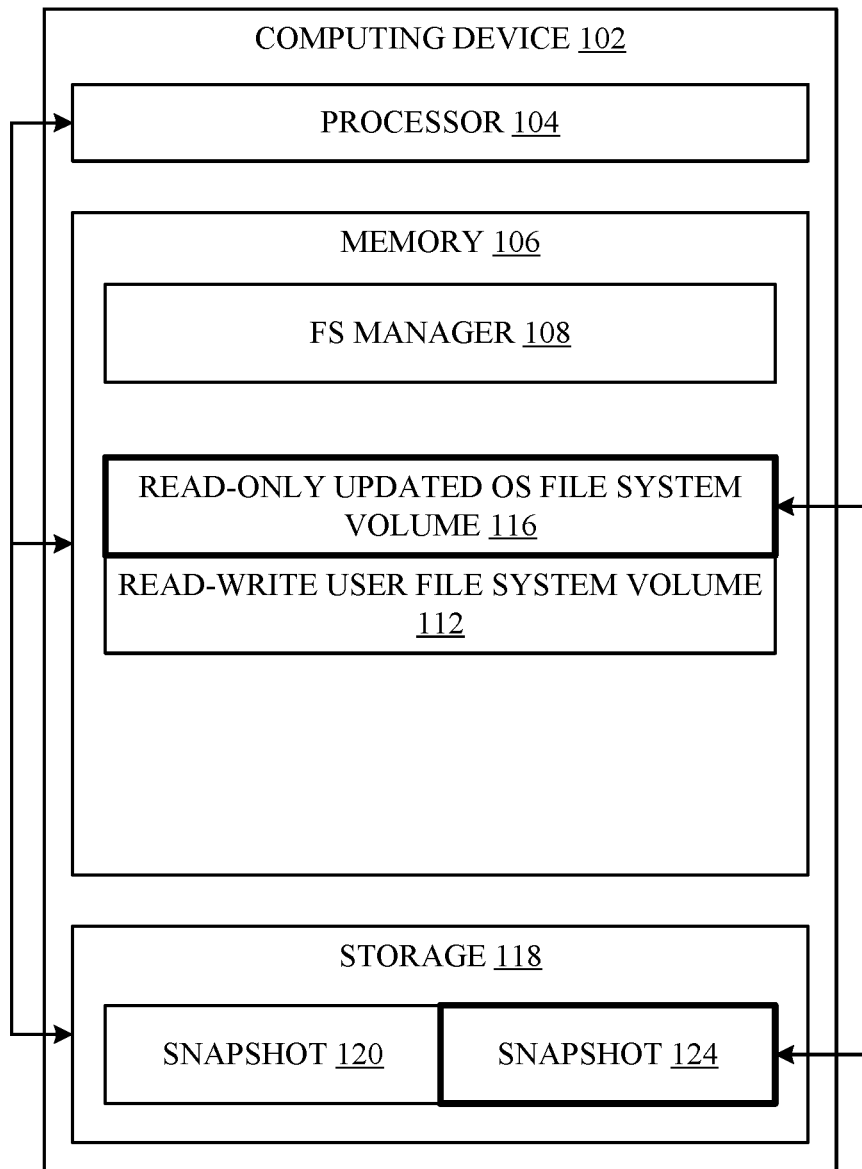 COMPUTING DEVICE 102
PROCESSOR 104
MEMORY 106
FS MANAGER 108
READ-ONLY UPDATED OS FILE SYSTEM
VOLUME 116
READ-WRITE USER FILE SYSTEM VOLUME
112
STORAGE 118
SNAPSHOT 120
SNAPSHOT 124